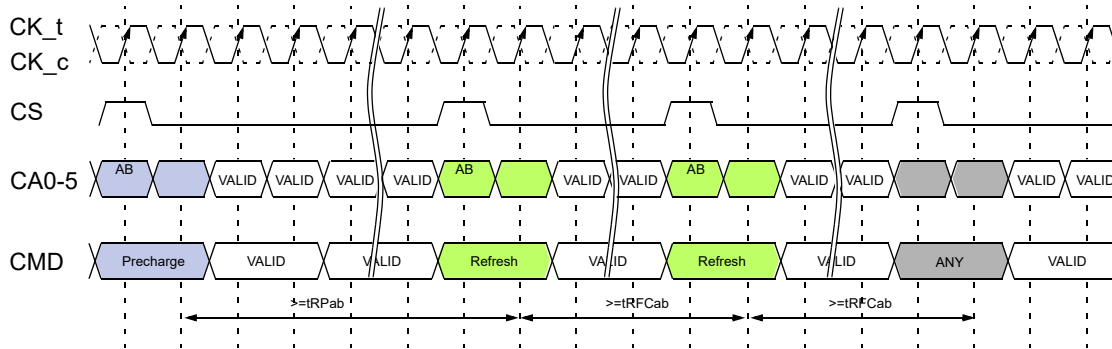 CK_t
CK_c
CS
CA0-5 AB VALID VALID VALID VALID AB VALID VALID AB VALID VALID VALID VALID
CMD Precharge VALID VALID Refresh VALID Refresh VALID ANY VALID
>=tRPab >=tRFCab >=tRFCab